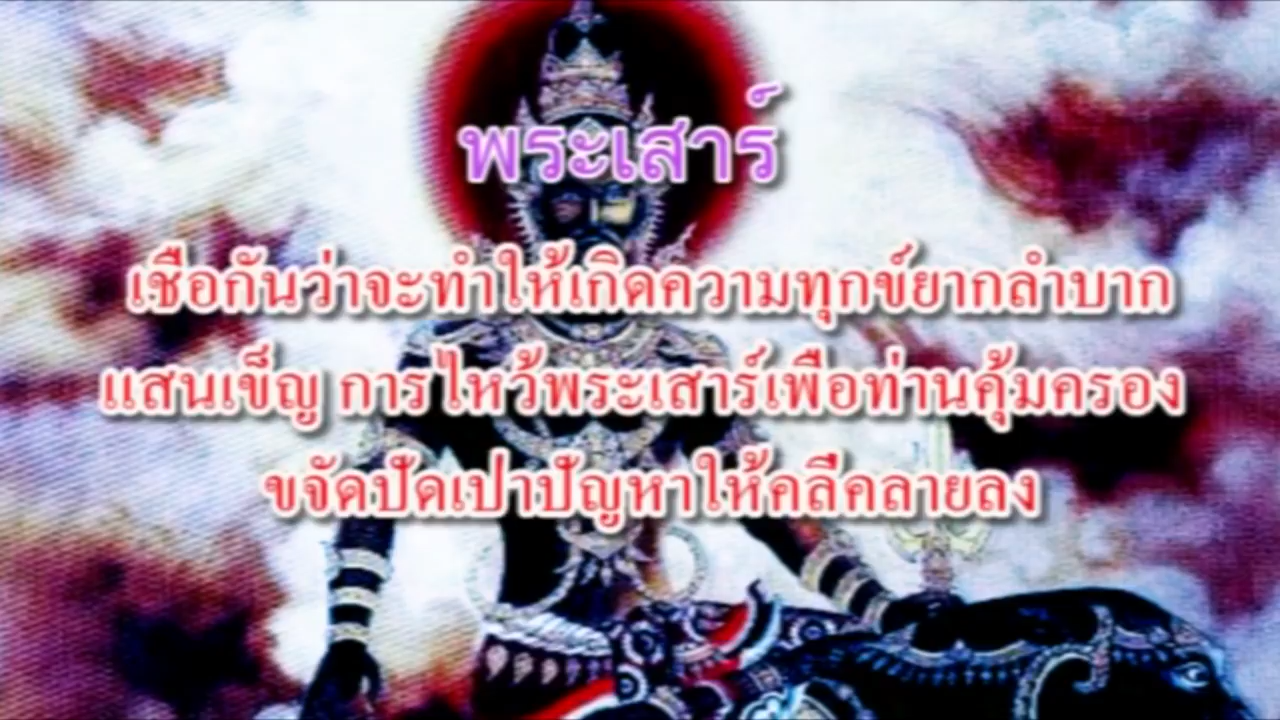 พระเสาร์
เชื่อกันว่าจะทำให้เกิดความทุกข์ยากลำบาก
แสนเข็ญ การไหว้พระเสาร์เพื่อท่านคุ้มครอง
ขจัดปัดเป่าปัญหาให้คลี่คลายลง